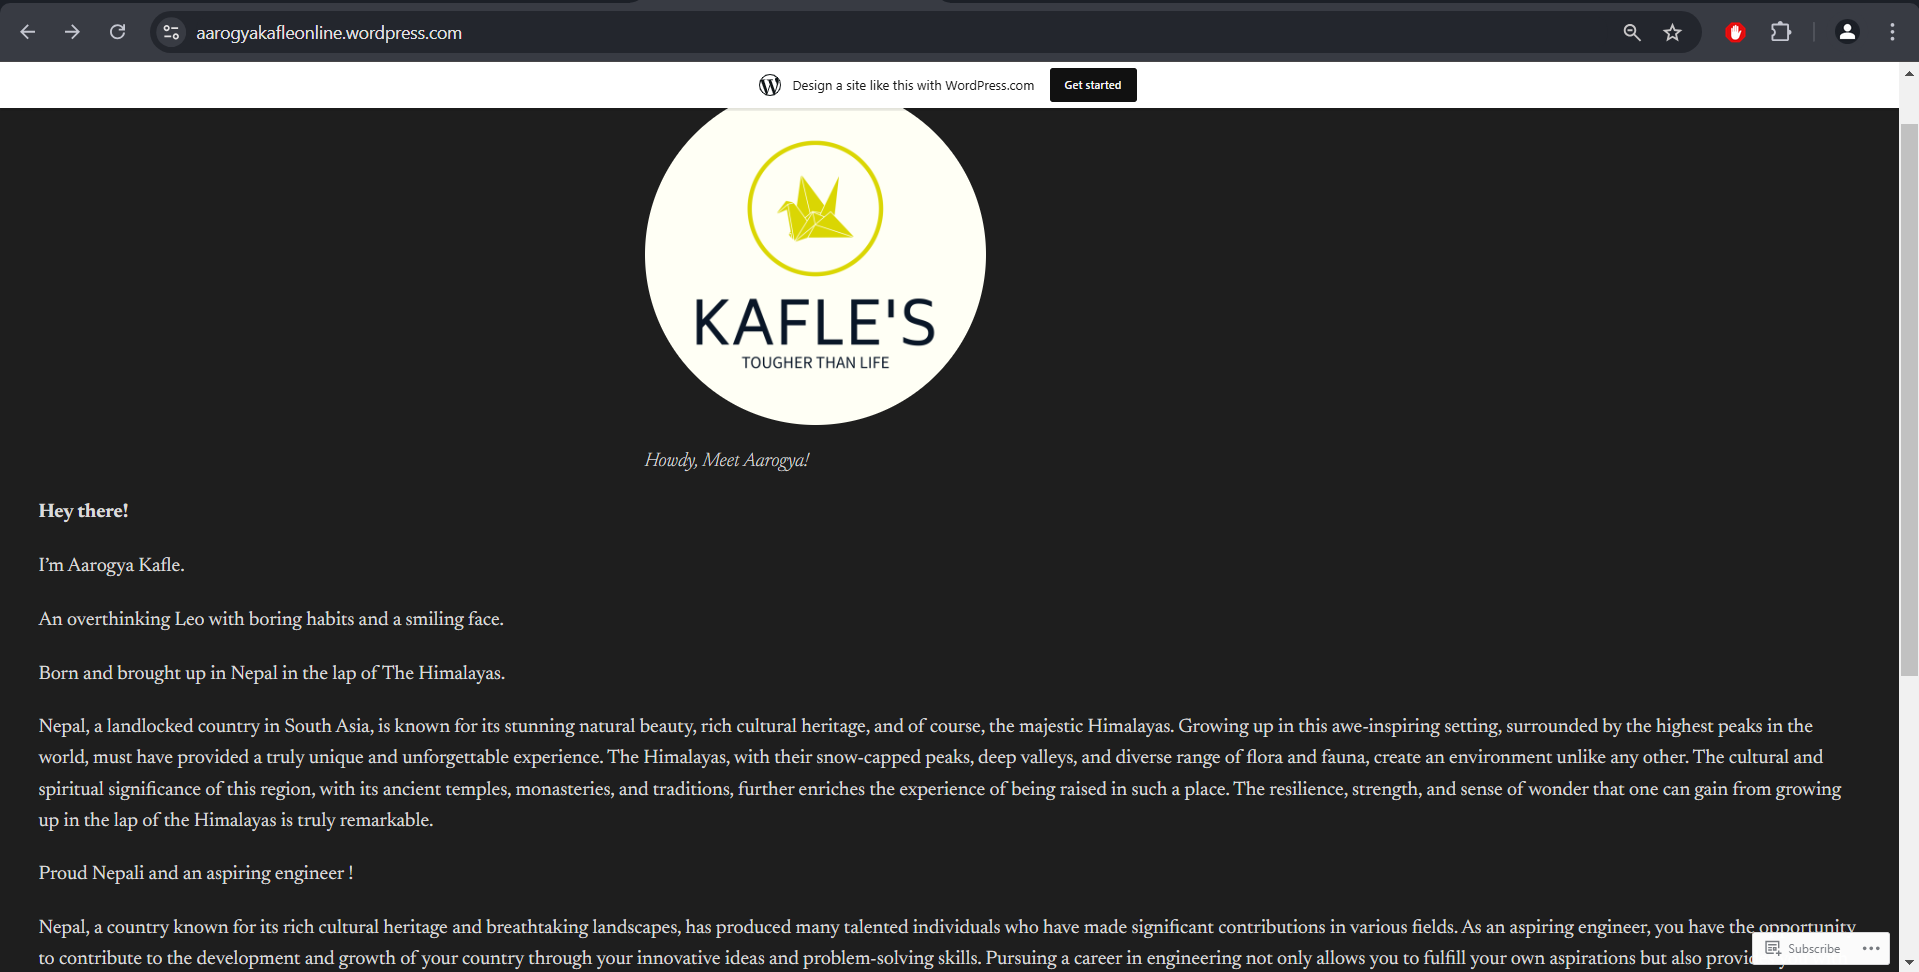 aarogyakafleonline.wordpress.com
Design a site like this with WordPress.com
Get started
KAFLE'S
TOUGHER THAN LIFE
Howdy, Meet Aarogya!
Hey there!
I'm Aarogya Kafle.
An overthinking Leo with boring habits and a smiling face.
Born and brought up in Nepal in the lap of The Himalayas.
Nepal, a landlocked country in South Asia, is known for its stunning natural beauty, rich cultural heritage, and of course, the majestic Himalayas. Growing up in this awe-inspiring setting, surrounded by the highest peaks in the
world, must have provided a truly unique and unforgettable experience. The Himalayas, with their snow-capped peaks, deep valleys, and diverse range of flora and fauna, create an environment unlike any other. The cultural and
spiritual significance of this region, with its ancient temples, monasteries, and traditions, further enriches the experience of being raised in such a place. The resilience, strength, and sense of wonder that one can gain from growing
up in the lap of the Himalayas is truly remarkable.
Proud Nepali and an aspiring engineer !
Nepal, a country known for its rich cultural heritage and breathtaking landscapes, has produced many talented individuals who have made significant contributions in various fields. As an aspiring engineer, you have the opportunity
to contribute to the development and growth of your country through your innovative ideas and problem-solving skills. Pursuing a career in engineering not only allows you to fulfill your own aspirations but also
Subscribe